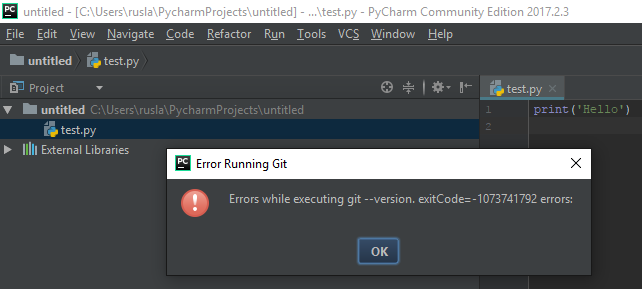 untitled - [C:\Users\rusla\PycharmProjects\untitled] - ...\test.py - PyCharm Community Edition 2017.2.3
File Edit View Navigate Code Refactor Run Tools VCS Window Help
untitled test.py
Project
test.py
untitled C:\Users\rusla\PycharmProjects\untitled
1 print('Hello')
test.py
2
External Libraries
PC Error Running Git
Errors while executing git --version. exitCode=-1073741792 errors:
OK